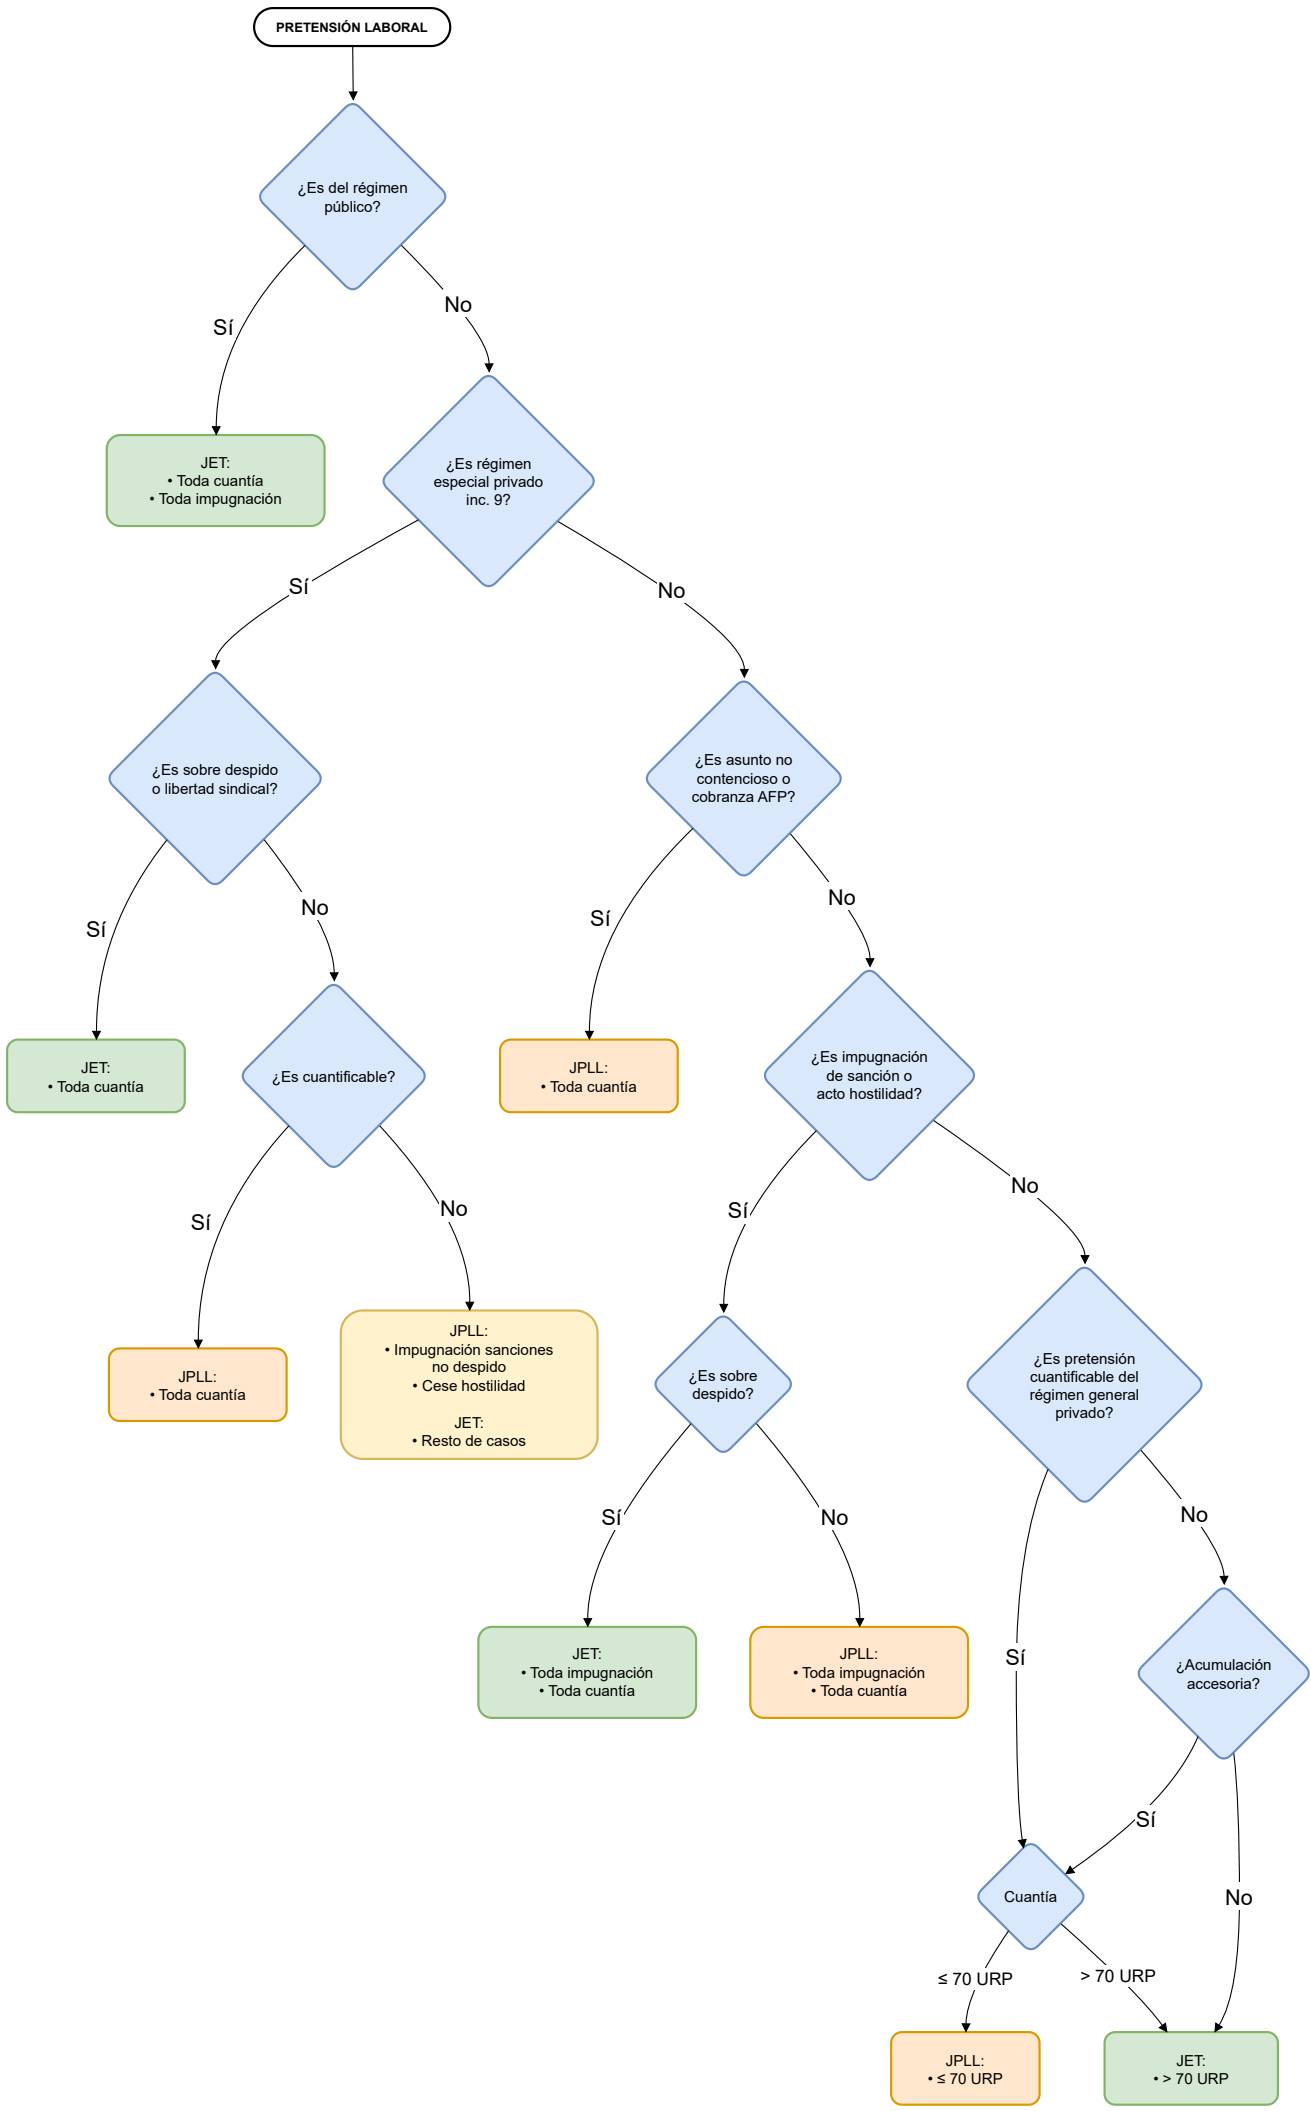 PRETENSIÓN LABORAL
¿Es del régimen
público?
Sí
No
JET:
• Toda cuantía
• Toda impugnación
¿Es régimen
especial privado
inc. 9?
Sí
No
¿Es sobre despido
o libertad sindical?
¿Es asunto no
contencioso o
cobranza AFP?
Sí
No
Sí
No
JET:
• Toda cuantía
¿Es cuantificable?
JPLL:
• Toda cuantía
¿Es impugnación
de sanción o
acto hostilidad?
Sí
No
Sí
No
JPLL:
• Toda cuantía
JPLL:
• Impugnación sanciones
no despido
• Cese hostilidad
JET:
• Resto de casos
¿Es sobre
despido?
¿Es pretensión
cuantificable del
régimen general
privado?
Sí
No
Sí
No
JET:
• Toda impugnación
• Toda cuantía
JPLL:
• Toda impugnación
• Toda cuantía
¿Acumulación
accesoria?
Sí
No
Cuantía
≤ 70 URP
> 70 URP
JPLL:
• ≤ 70 URP
JET:
• > 70 URP